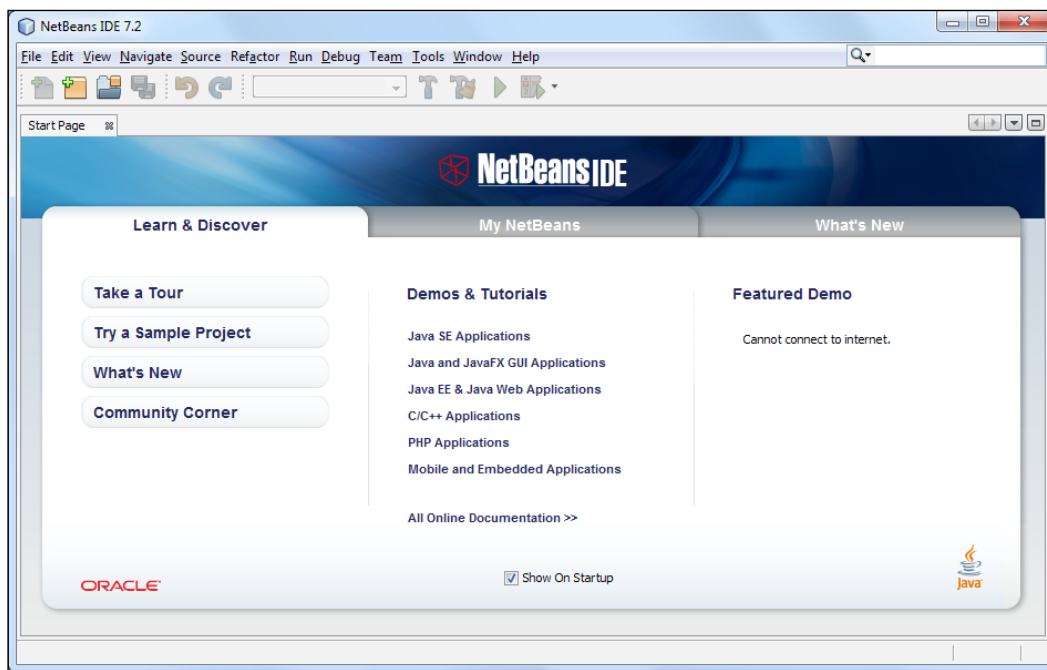 NetBeans IDE 7.2
File Edit View Navigate Source Refactor Run Debug Team Tools Window Help
Start Page
NetBeans IDE
Learn & Discover
My NetBeans
What's New
Take a Tour
Try a Sample Project
What's New
Community Corner
Demos & Tutorials
Java SE Applications
Java and JavaFX GUI Applications
Java EE & Java Web Applications
C/C++ Applications
PHP Applications
Mobile and Embedded Applications
All Online Documentation >>
Featured Demo
Cannot connect to internet.
ORACLE
Show On Startup
Java